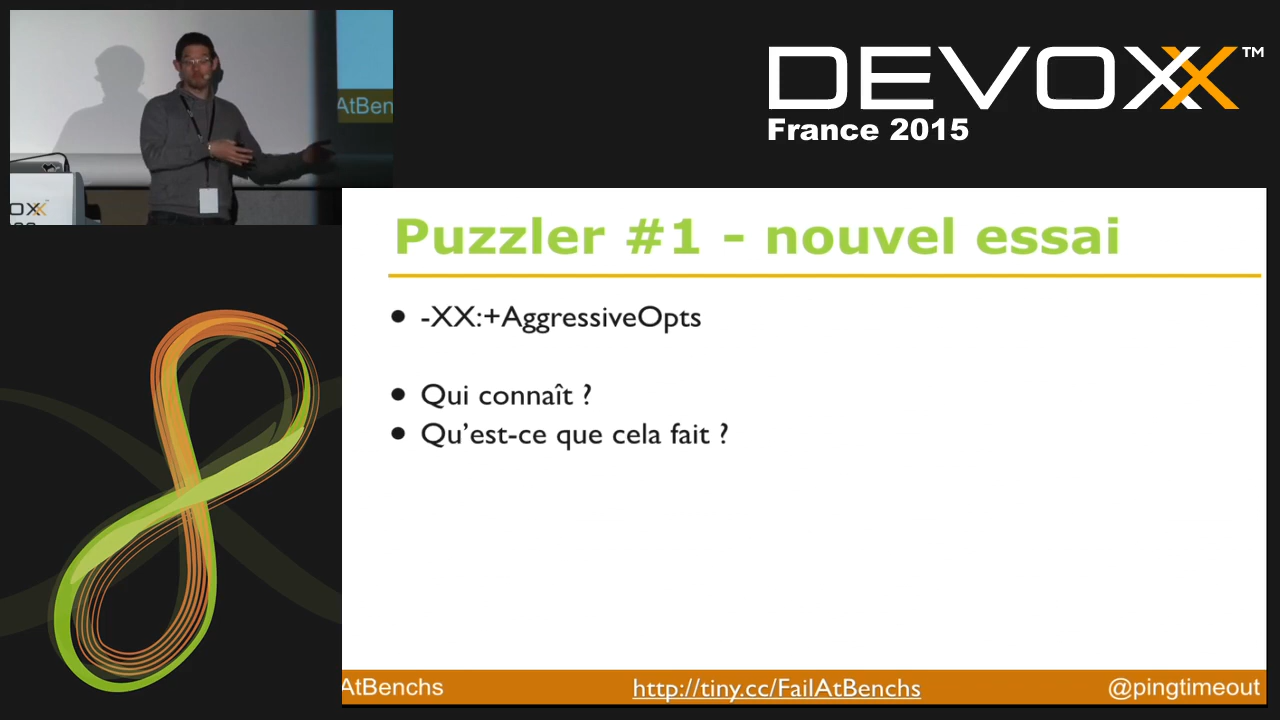 AtBen
DEVOXX™
France 2015
Puzzler #1 - nouvel essai
• -XX:+AggressiveOpts
• Qui connaît ?
• Qu’est-ce que cela fait ?
AtBenchs
http://tiny.cc/FailAtBenchs
@pingtimeout